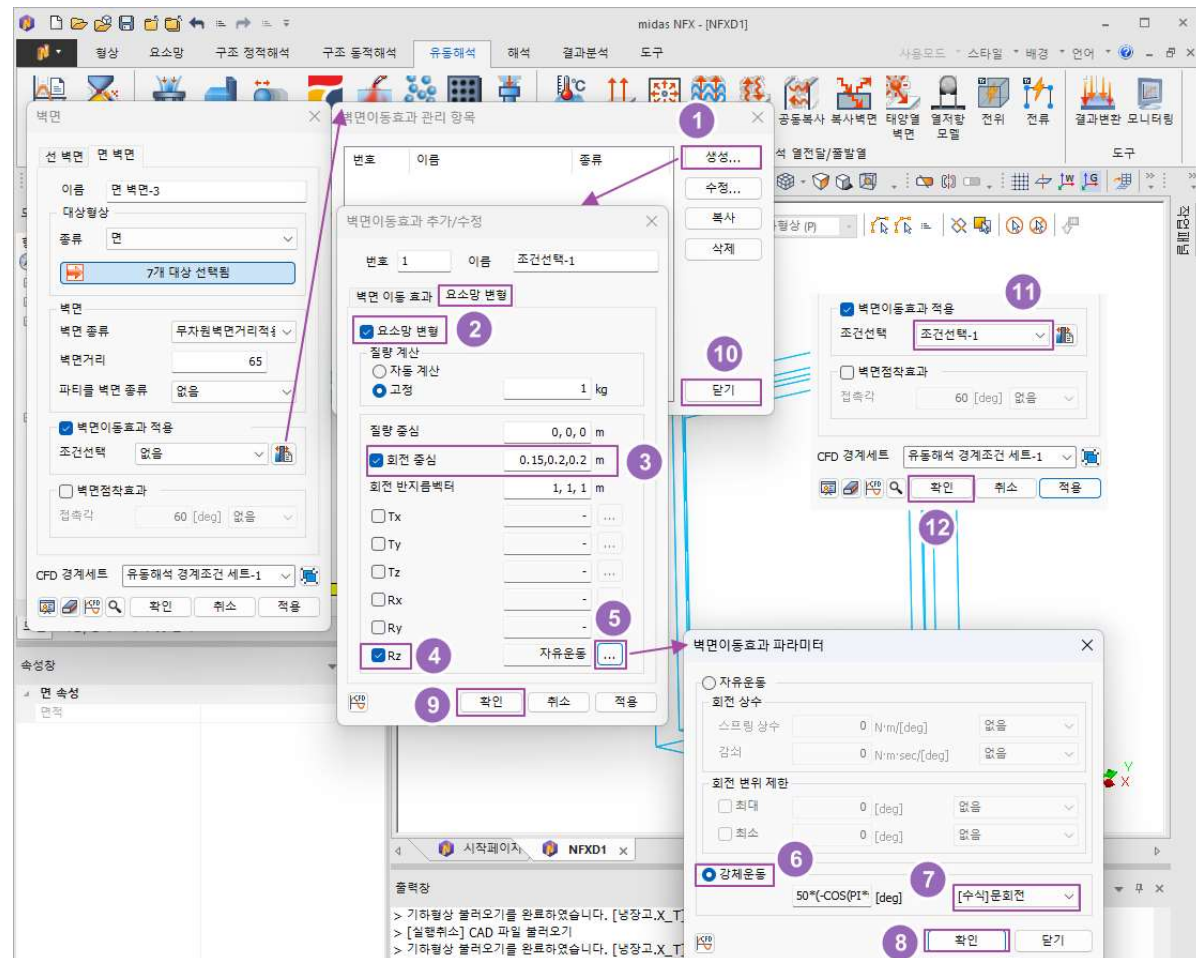 midas NFX - [NFXD1]
형상 요소망 구조 정적해석 구조 동적해석 유동해석 해석 결과분석 도구 사용모드 스타일 배경 언어
공동복사 복사벽면 태양열 벽면 열저항 모델 전위 전류 결과변환 모니터링
석 열전달/풀발열 도구
형상 (P)
작업패널
벽면
선 벽면 면 벽면
이름 면 벽면-3
대상형상
종류 면
7개 대상 선택됨
벽면
벽면 종류 무차원벽면거리적용
벽면거리 65
파티클 벽면 종류 없음
벽면이동효과 적용
조건선택 없음
벽면점착효과
접촉각 60 [deg] 없음
CFD 경계세트 유동해석 경계조건 세트-1
확인 취소 적용
벽면이동효과 관리 항목
번호 이름 종류
1
생성...
수정...
복사
삭제
10
닫기
벽면이동효과 추가/수정
번호 1 이름 조건선택-1
벽면 이동 효과 요소망 변형
요소망 변형 2
질량 계산
자동 계산
고정 1 kg
질량 중심 0, 0, 0 m
회전 중심 0.15,0.2,0.2 m 3
회전 반지름벡터 1, 1, 1 m
Tx - ...
Ty - ...
Tz - ...
Rx -
Ry - 5
Rz 4 자유운동 ...
9 확인 취소 적용
11
벽면이동효과 적용
조건선택 조건선택-1
벽면점착효과
접촉각 60 [deg] 없음
CFD 경계세트 유동해석 경계조건 세트-1
확인 취소 적용
12
벽면이동효과 파라미터
자유운동
회전 상수
스프링 상수 0 N·m/[deg] 없음
감쇠 0 N·m·sec/[deg] 없음
회전 변위 제한
최대 0 [deg] 없음
최소 0 [deg] 없음
강제운동 6
50*(-COS(PI* [deg] 7 [수식]문회전
8 확인 닫기
Y
X
속성창
면 속성
면적
시작페이지 NFXD1
출력창
> 기하형상 불러오기를 완료하였습니다. [냉장고.X_T]
> [실행취소] CAD 파일 불러오기
> 기하형상 불러오기를 완료하였습니다. [냉장고.X_T]